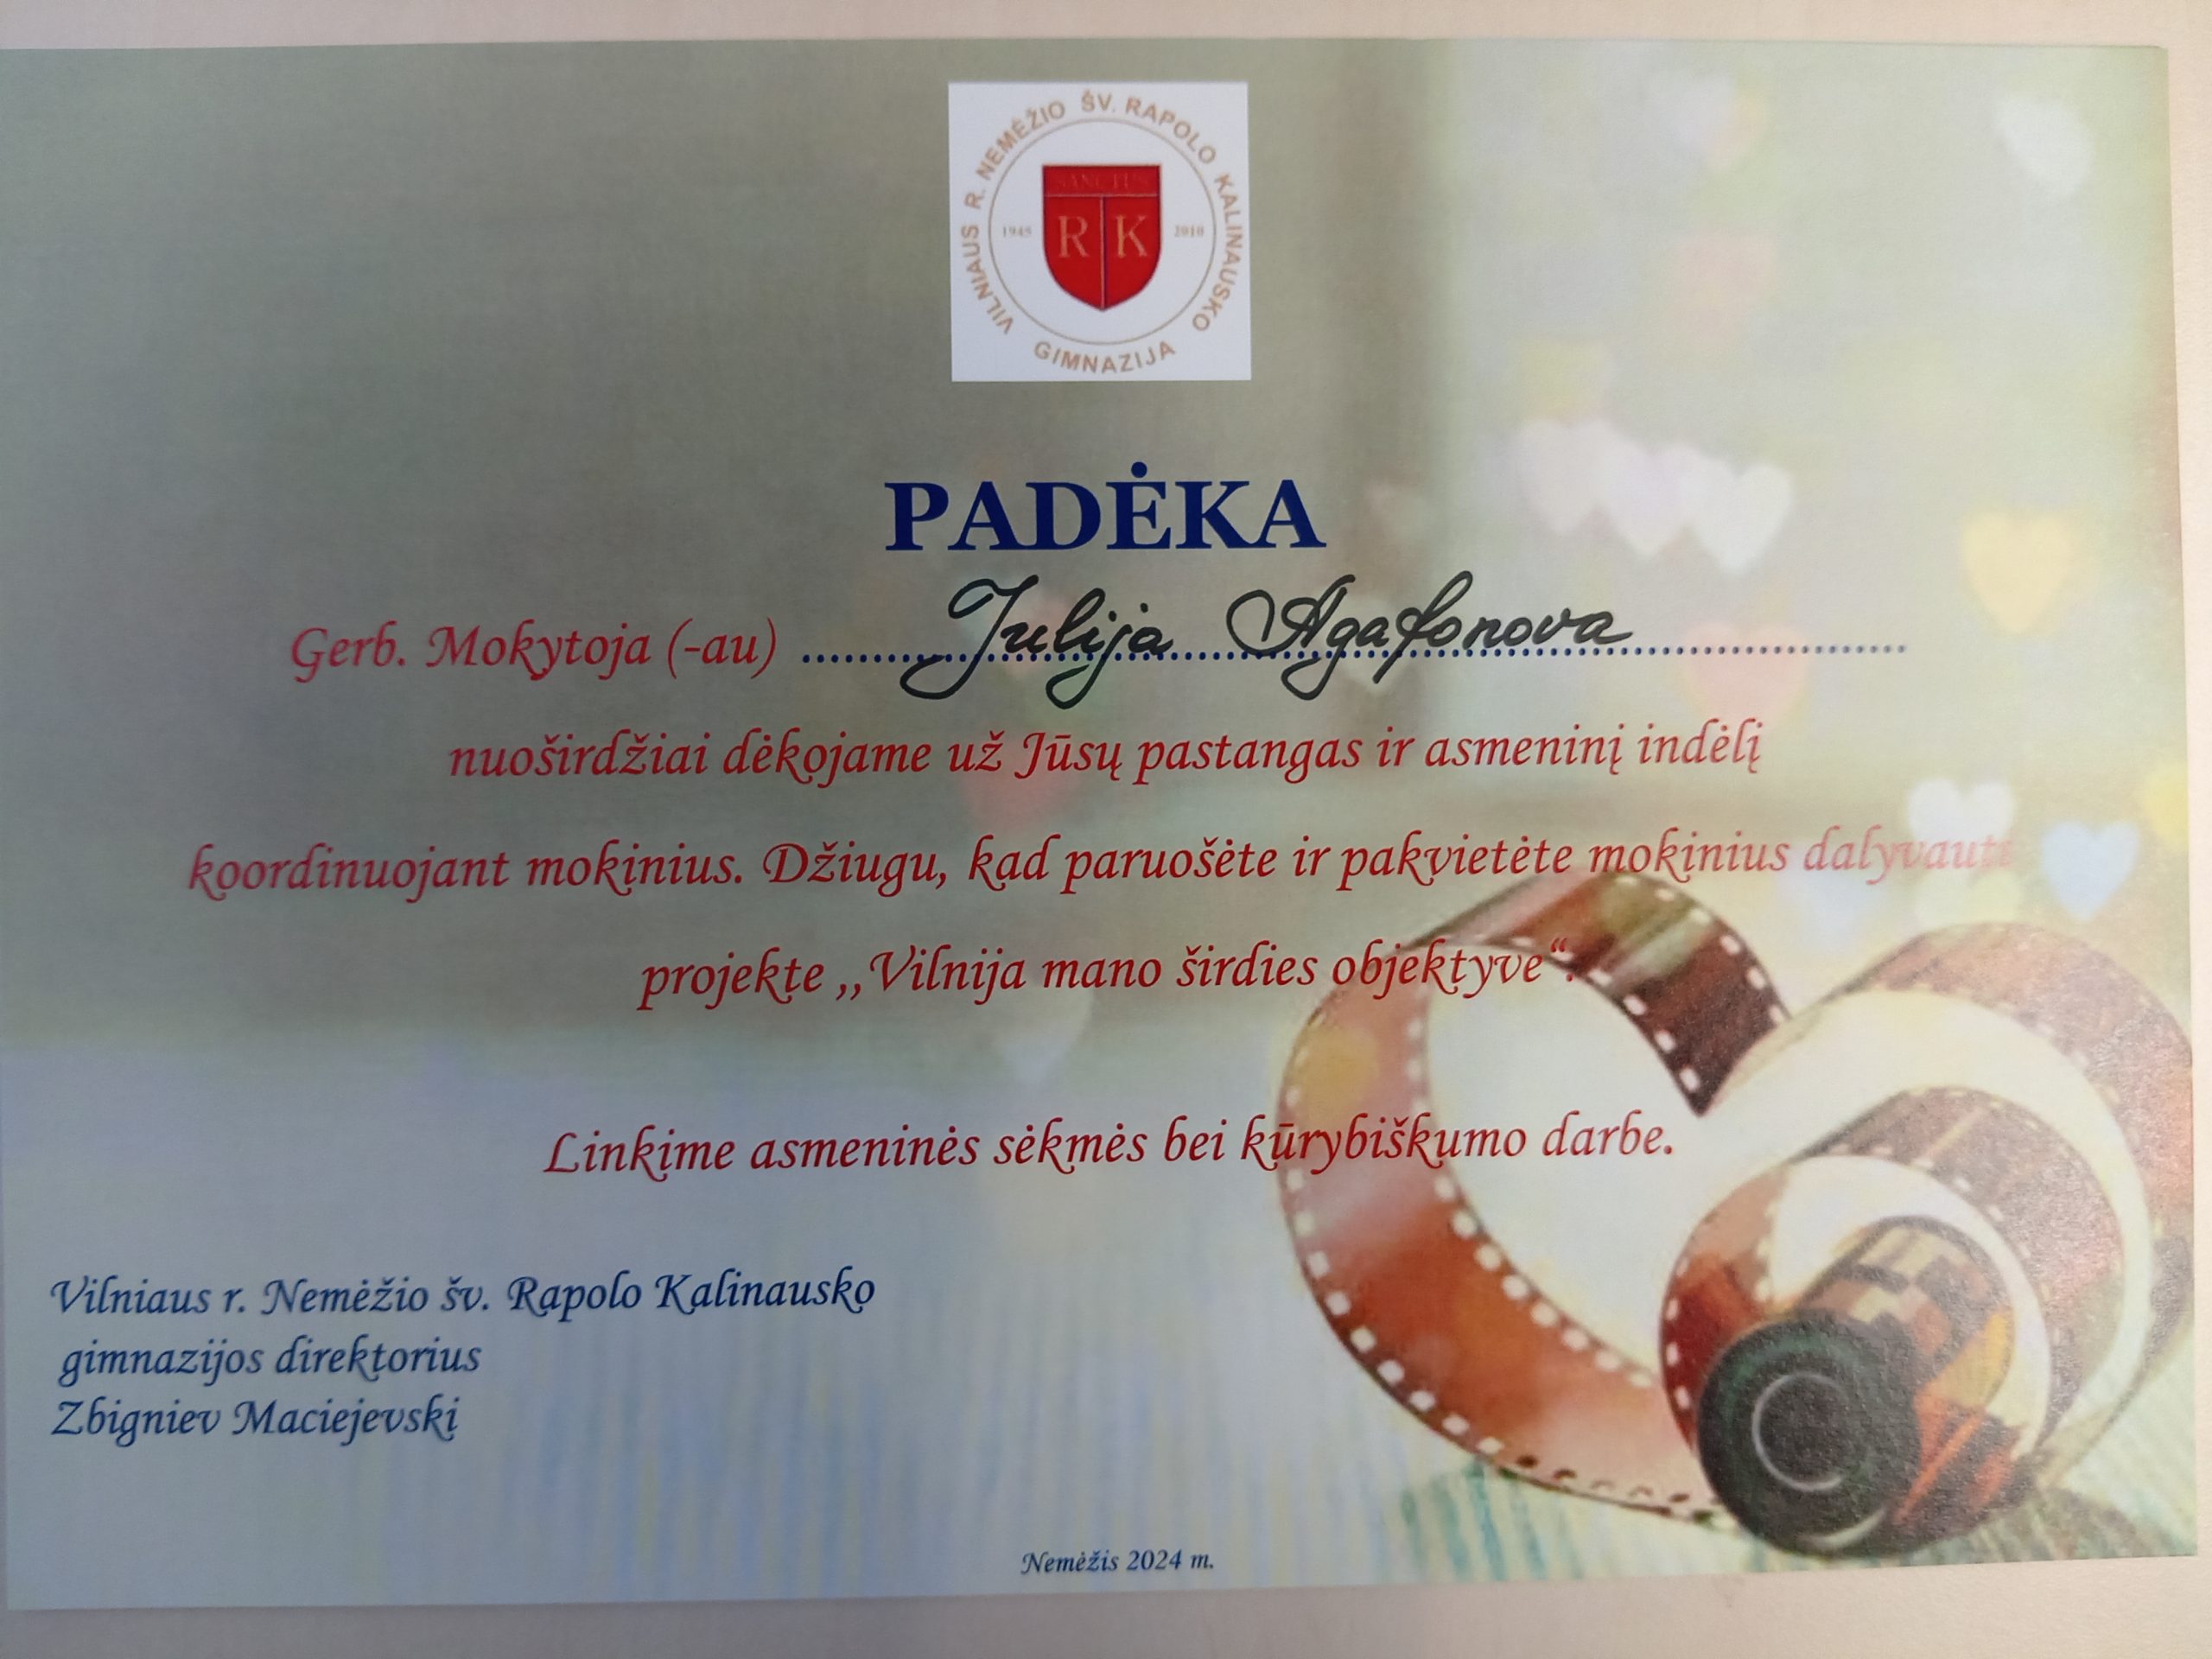 VILNIAUS R. NEMĖŽIO ŠV. RAPOLO KALINAUSKO
GIMNAZIJA
SANCTUS
1945 R K 2010
PADĖKA
Gerb. Mokytoja (-au) Julija Agafonova
nuoširdžiai dėkojame už Jūsų pastangas ir asmeninį indėlį
koordinuojant mokinius. Džiugu, kad paruošėte ir pakvietėte mokinius dalyvauti
projekte ,,Vilnija mano širdies objektyve“.
Linkime asmeninės sėkmės bei kūrybiškumo darbe.
Vilniaus r. Nemėžio šv. Rapolo Kalinausko
gimnazijos direktorius
Zbigniev Maciejevski
Nemėžis 2024 m.